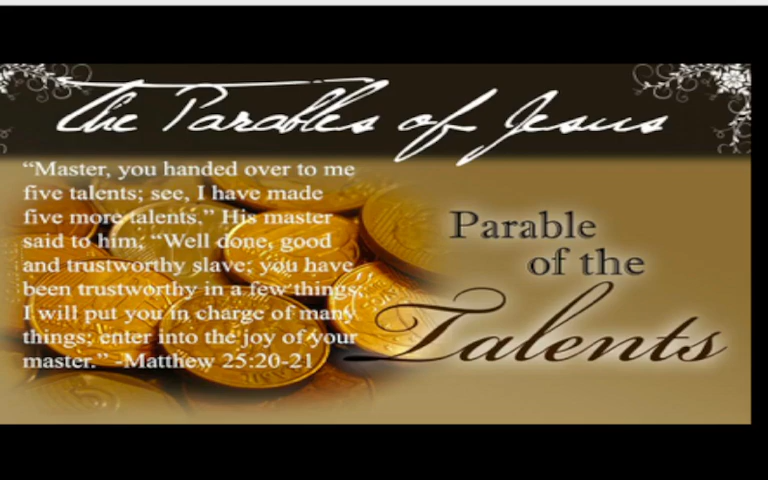 The Parables of Jesus
“Master, you handed over to me
five talents; see, I have made
five more talents.” His master
said to him, “Well done, good
and trustworthy slave; you have
been trustworthy in a few things;
I will put you in charge of many
things; enter into the joy of your
master.” -Matthew 25:20-21
Parable
of the
Talents